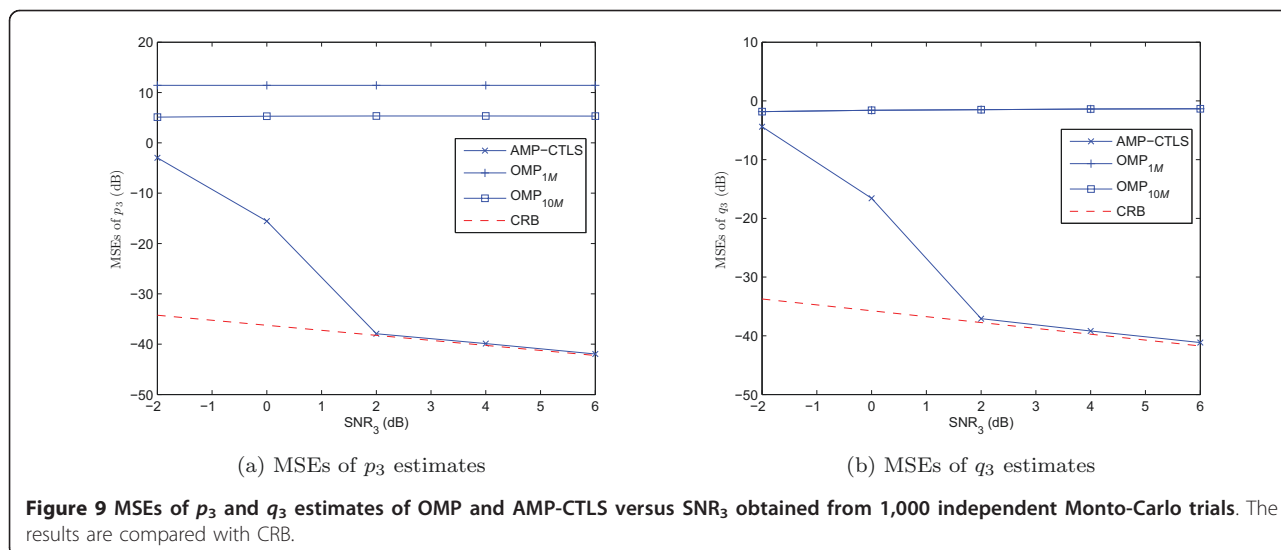 20
10
0
−10
−20
−30
−40
−50
MSEs of p₃ (dB)
AMP-CTLS
OMP₁M
OMP₁₀M
CRB
−2 −1 0 1 2 3 4 5 6
SNR₃ (dB)
(a) MSEs of p₃ estimates
10
0
−10
−20
−30
−40
−50
MSEs of q₃ (dB)
AMP-CTLS
OMP₁M
OMP₁₀M
CRB
−2 −1 0 1 2 3 4 5 6
SNR₃ (dB)
(b) MSEs of q₃ estimates
Figure 9 MSEs of p₃ and q₃ estimates of OMP and AMP-CTLS versus SNR₃ obtained from 1,000 independent Monto-Carlo trials. The
results are compared with CRB.